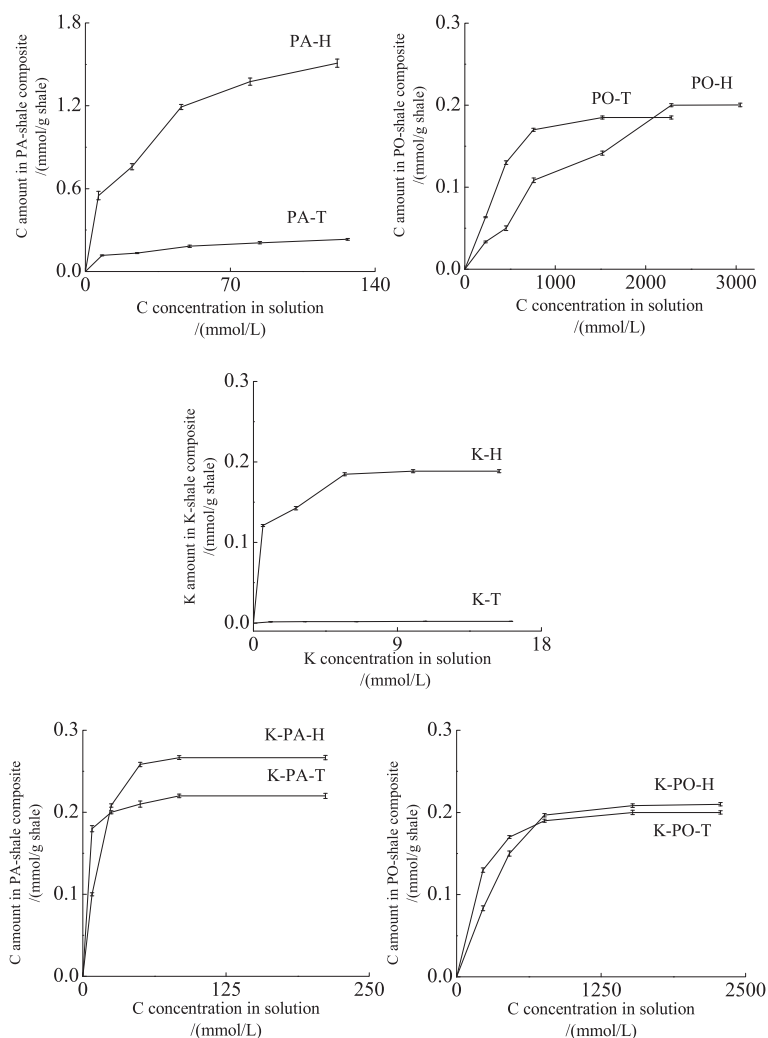 C amount in PA-shale composite
/(mmol/g shale)
1.8
1.2
0.6
0.0
PA-H
PA-T
0
70
140
C concentration in solution
/(mmol/L)
C amount in PO-shale composite
/(mmol/g shale)
0.3
0.2
0.1
0.0
PO-T
PO-H
0
1000
2000
3000
C concentration in solution
/(mmol/L)
K amount in K-shale composite
/(mmol/g shale)
0.3
0.2
0.1
0.0
K-H
K-T
0
9
18
K concentration in solution
/(mmol/L)
C amount in PA-shale composite
/(mmol/g shale)
0.3
0.2
0.1
0.0
K-PA-H
K-PA-T
0
125
250
C concentration in solution
/(mmol/L)
C amount in PO-shale composite
/(mmol/g shale)
0.3
0.2
0.1
0.0
K-PO-H
K-PO-T
0
1250
2500
C concentration in solution
/(mmol/L)